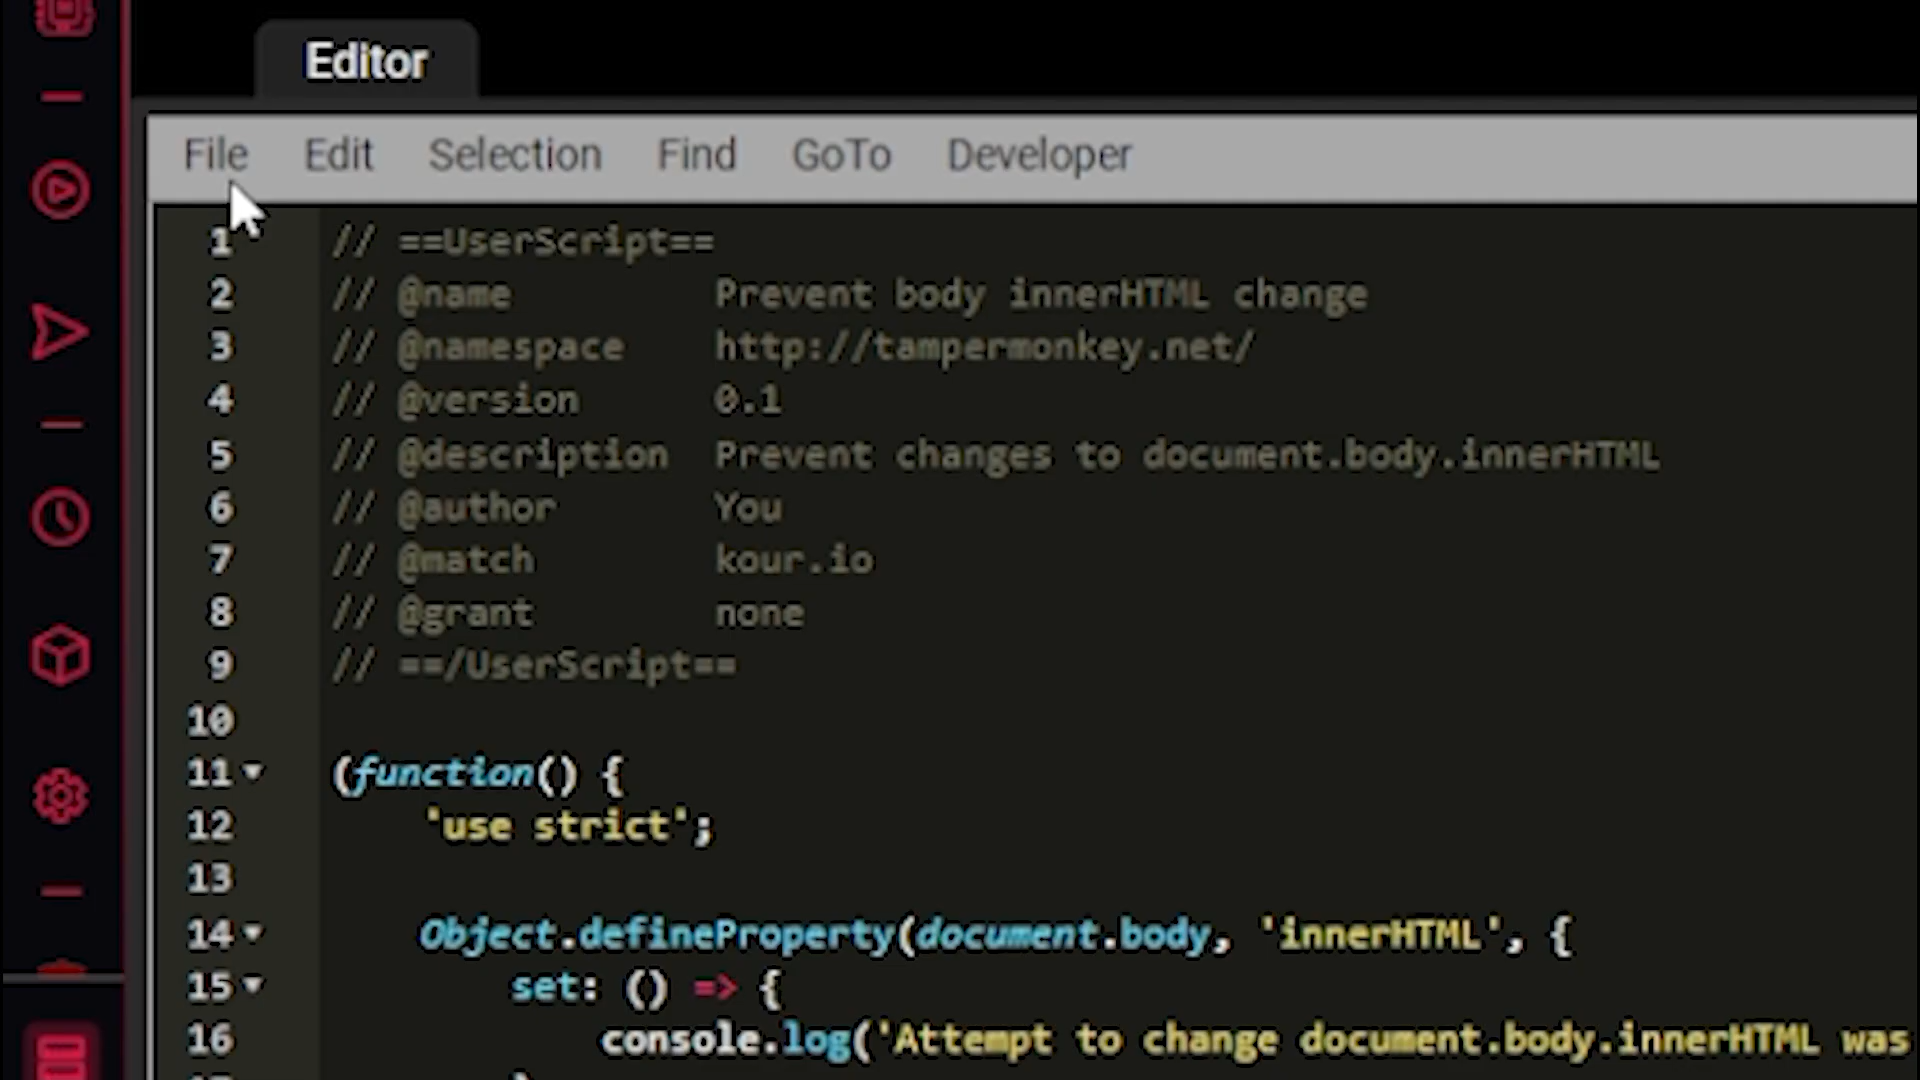 Editor
File Edit Selection Find GoTo Developer
1 // ==UserScript==
2 // @name Prevent body innerHTML change
3 // @namespace http://tampermonkey.net/
4 // @version 0.1
5 // @description Prevent changes to document.body.innerHTML
6 // @author You
7 // @match kour.io
8 // @grant none
9 // ==/UserScript==
10
11 (function() {
12 'use strict';
13
14 Object.defineProperty(document.body, 'innerHTML', {
15 set: () => {
16 console.log('Attempt to change document.body.innerHTML was